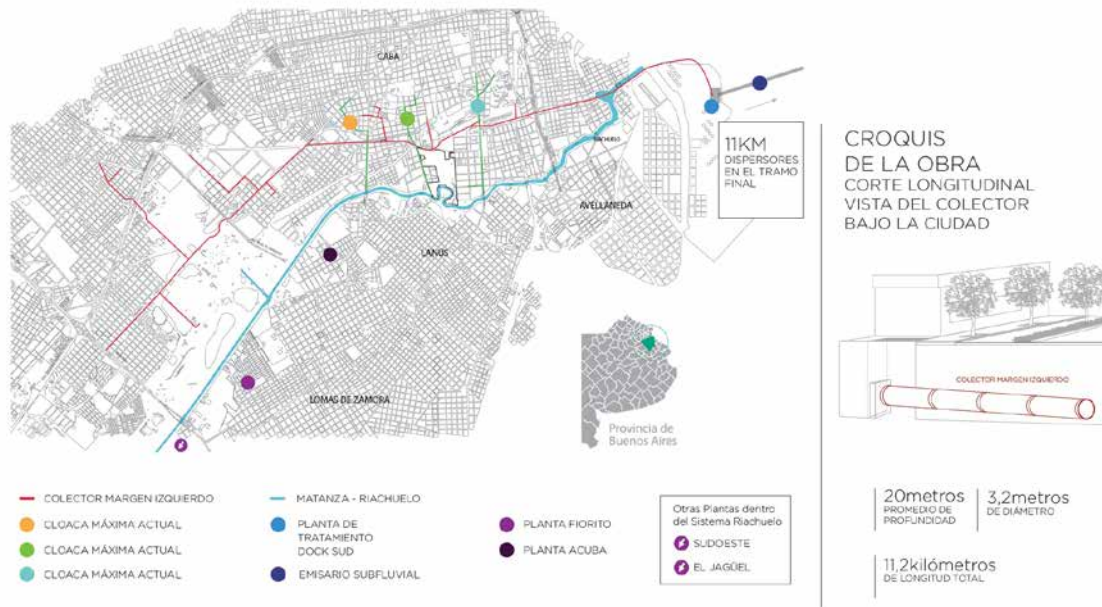 CABA
RIACHUELO
AVELLANEDA
LANÚS
LOMAS DE ZAMORA
11KM
DISPERSORES
EN EL TRAMO
FINAL
Provincia de
Buenos Aires
COLECTOR MARGEN IZQUIERDO
CLOACA MÁXIMA ACTUAL
CLOACA MÁXIMA ACTUAL
CLOACA MÁXIMA ACTUAL
MATANZA - RIACHUELO
PLANTA DE
TRATAMIENTO
DOCK SUD
EMISARIO SUBFLUVIAL
PLANTA FIORITO
PLANTA ACUBA
Otras Plantas dentro
del Sistema Riachuelo
SUDOESTE
EL JAGÜEL
CROQUIS
DE LA OBRA
CORTE LONGITUDINAL
VISTA DEL COLECTOR
BAJO LA CIUDAD
COLECTOR MARGEN IZQUIERDO
20metros
PROMEDIO DE
PROFUNDIDAD
3,2metros
DE DIÁMETRO
11,2kilómetros
DE LONGITUD TOTAL